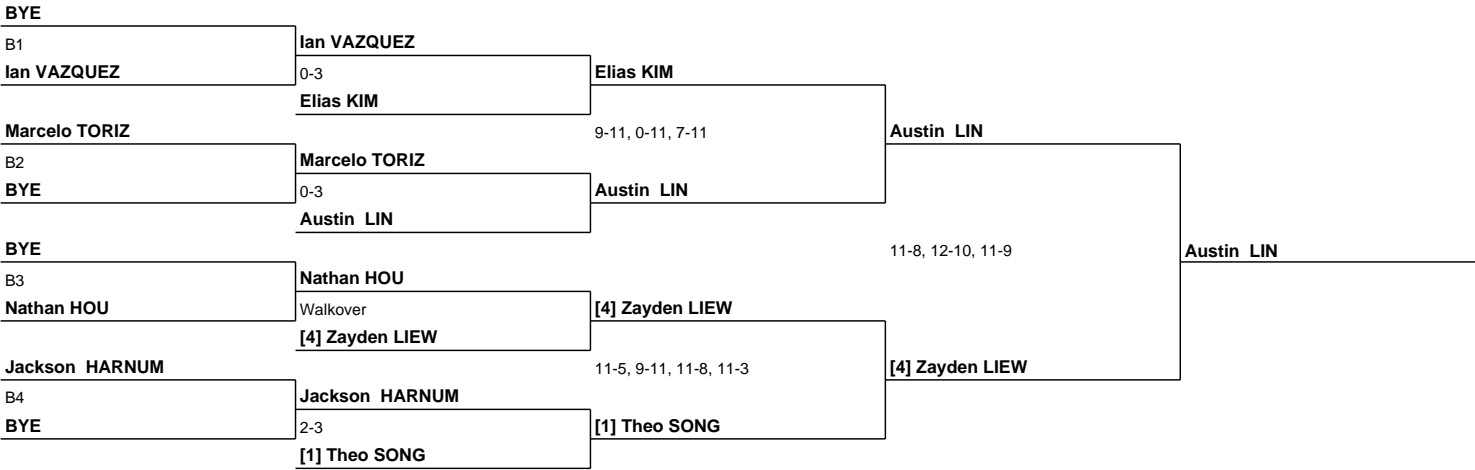 BYE
B1
Ian VAZQUEZ
Ian VAZQUEZ
0-3
Elias KIM
Elias KIM
Marcelo TORIZ
9-11, 0-11, 7-11
Austin LIN
B2
Marcelo TORIZ
BYE
0-3
Austin LIN
Austin LIN
BYE
11-8, 12-10, 11-9
Austin LIN
B3
Nathan HOU
Nathan HOU
Walkover
[4] Zayden LIEW
[4] Zayden LIEW
Jackson HARNUM
11-5, 9-11, 11-8, 11-3
[4] Zayden LIEW
B4
Jackson HARNUM
BYE
2-3
[1] Theo SONG
[1] Theo SONG